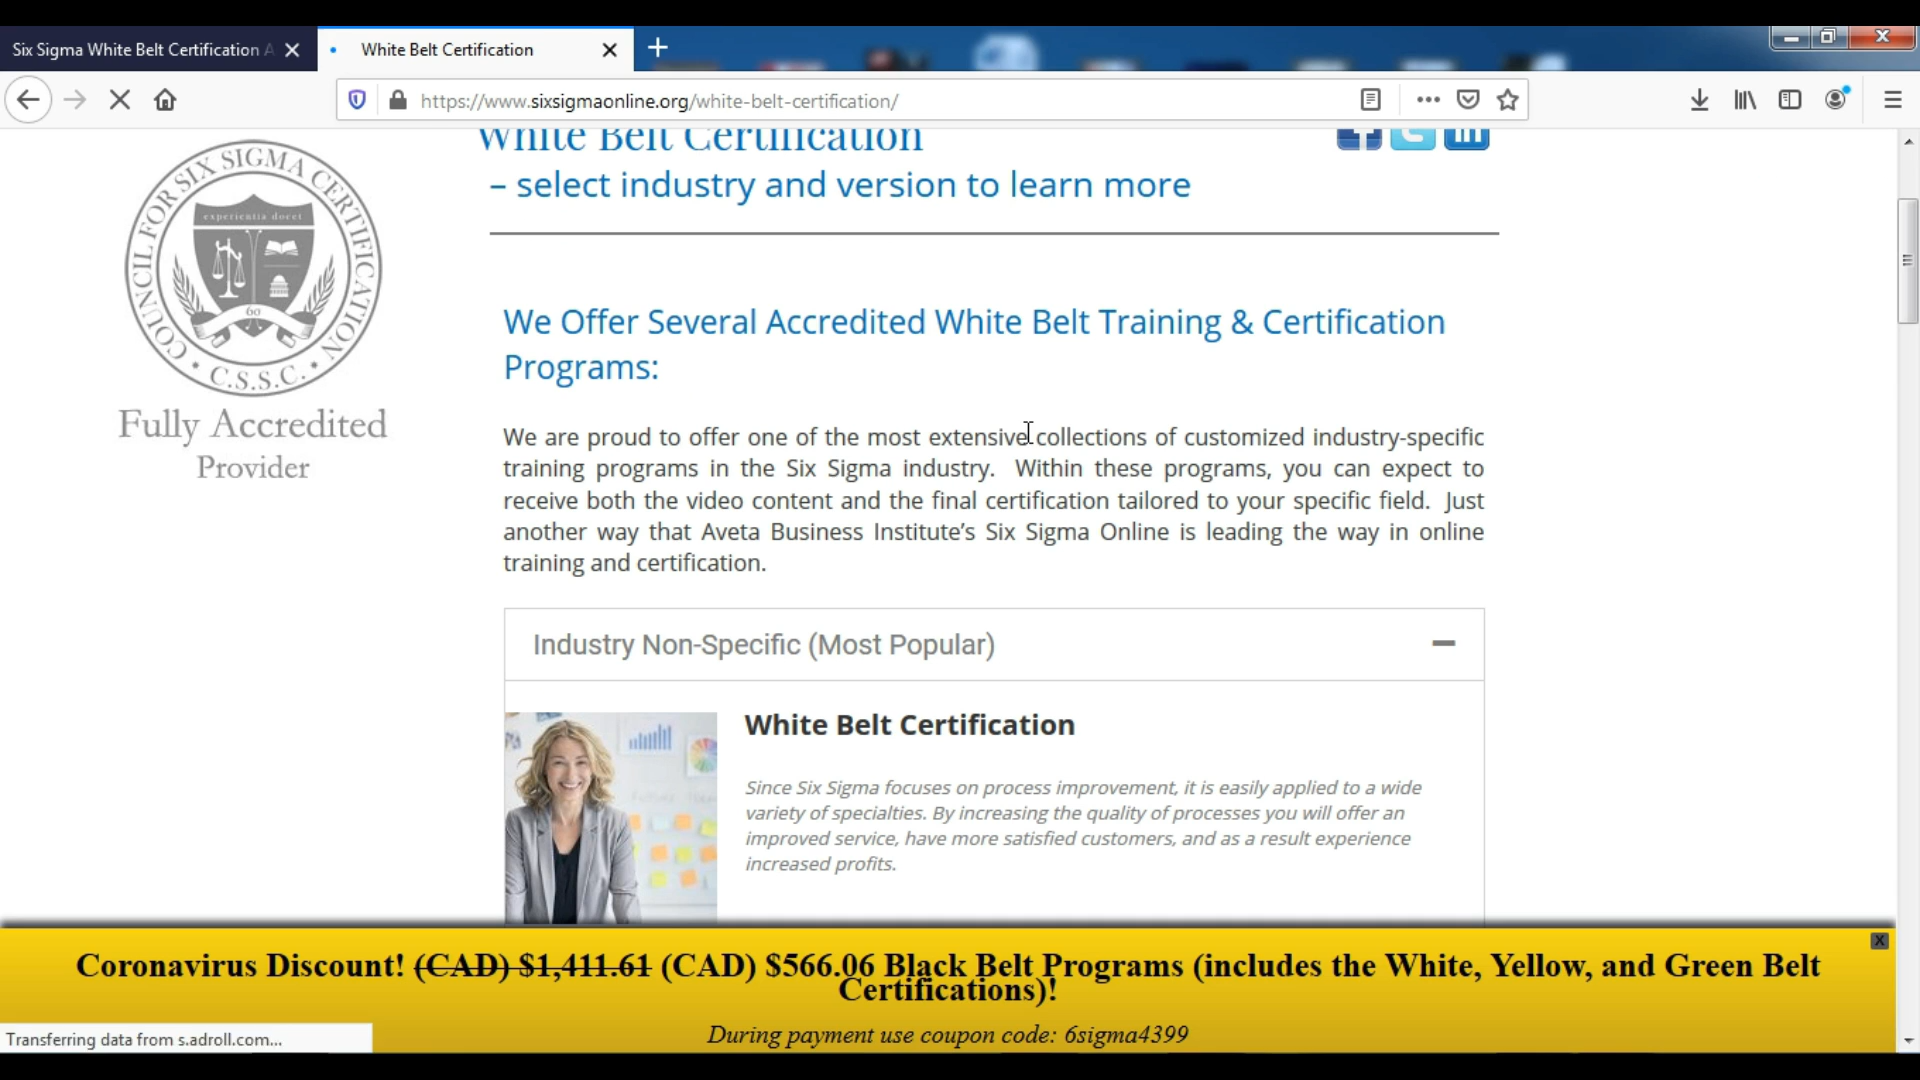 Six Sigma White Belt Certification A
White Belt Certification
https://www.sixsigmaonline.org/white-belt-certification/
COUNCIL FOR SIX SIGMA CERTIFICATION
experientia docet
6σ
• C.S.S.C. •
Fully Accredited
Provider
White Belt Certification
– select industry and version to learn more
We Offer Several Accredited White Belt Training & Certification
Programs:
We are proud to offer one of the most extensive collections of customized industry-specific
training programs in the Six Sigma industry. Within these programs, you can expect to
receive both the video content and the final certification tailored to your specific field. Just
another way that Aveta Business Institute’s Six Sigma Online is leading the way in online
training and certification.
Industry Non-Specific (Most Popular)
White Belt Certification
Since Six Sigma focuses on process improvement, it is easily applied to a wide
variety of specialties. By increasing the quality of processes you will offer an
improved service, have more satisfied customers, and as a result experience
increased profits.
Coronavirus Discount! (CAD) $1,411.61 (CAD) $566.06 Black Belt Programs (includes the White, Yellow, and Green Belt
Certifications)!
During payment use coupon code: 6sigma4399
Transferring data from s.adroll.com...